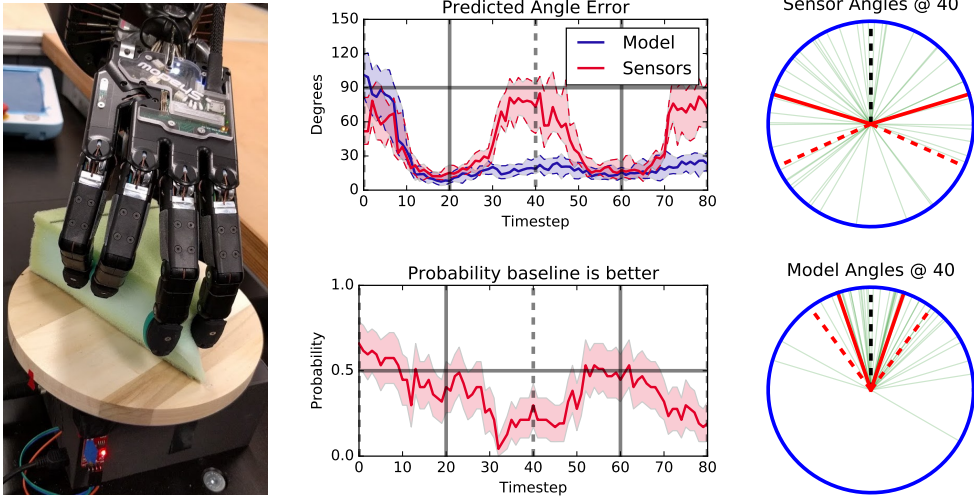 Predicted Angle Error
150
120
90
60
30
0
Degrees
Model
Sensors
0 10 20 30 40 50 60 70 80
Timestep
Sensor Angles @ 40
Probability baseline is better
1.0
0.5
0.0
Probability
0 10 20 30 40 50 60 70 80
Timestep
Model Angles @ 40